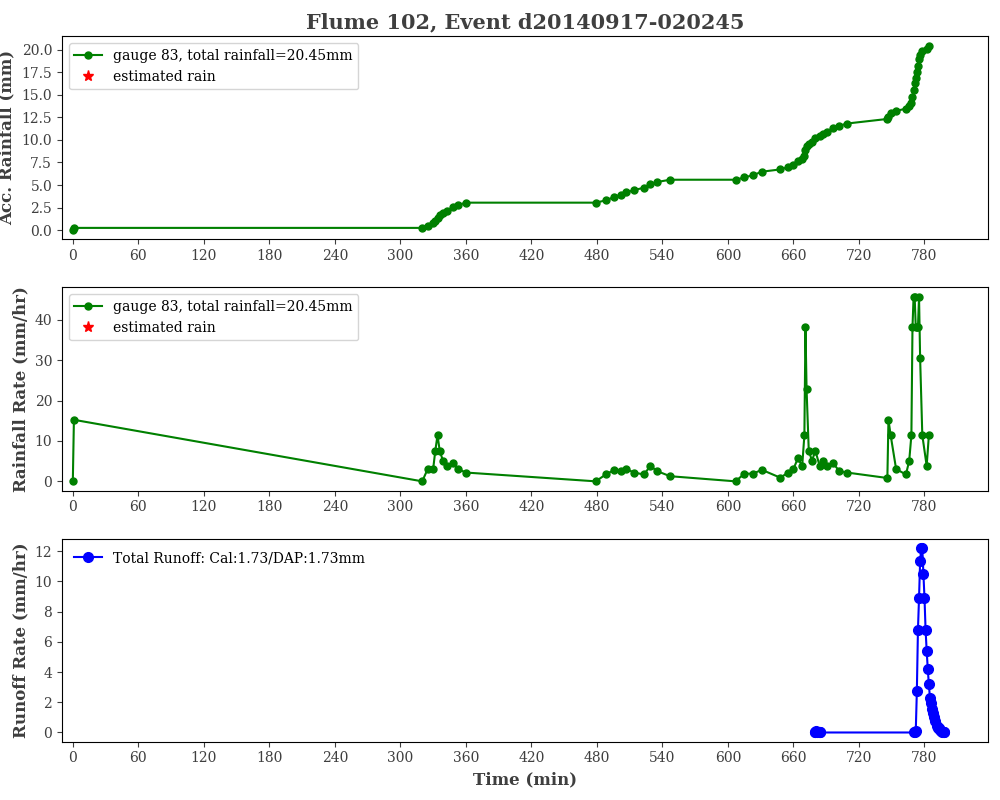 Flume 102, Event d20140917-020245
Acc. Rainfall (mm)
20.0
17.5
15.0
12.5
10.0
7.5
5.0
2.5
0.0
gauge 83, total rainfall=20.45mm
estimated rain
0 60 120 180 240 300 360 420 480 540 600 660 720 780
Rainfall Rate (mm/hr)
40
30
20
10
0
gauge 83, total rainfall=20.45mm
estimated rain
0 60 120 180 240 300 360 420 480 540 600 660 720 780
Runoff Rate (mm/hr)
12
10
8
6
4
2
0
Total Runoff: Cal:1.73/DAP:1.73mm
0 60 120 180 240 300 360 420 480 540 600 660 720 780
Time (min)